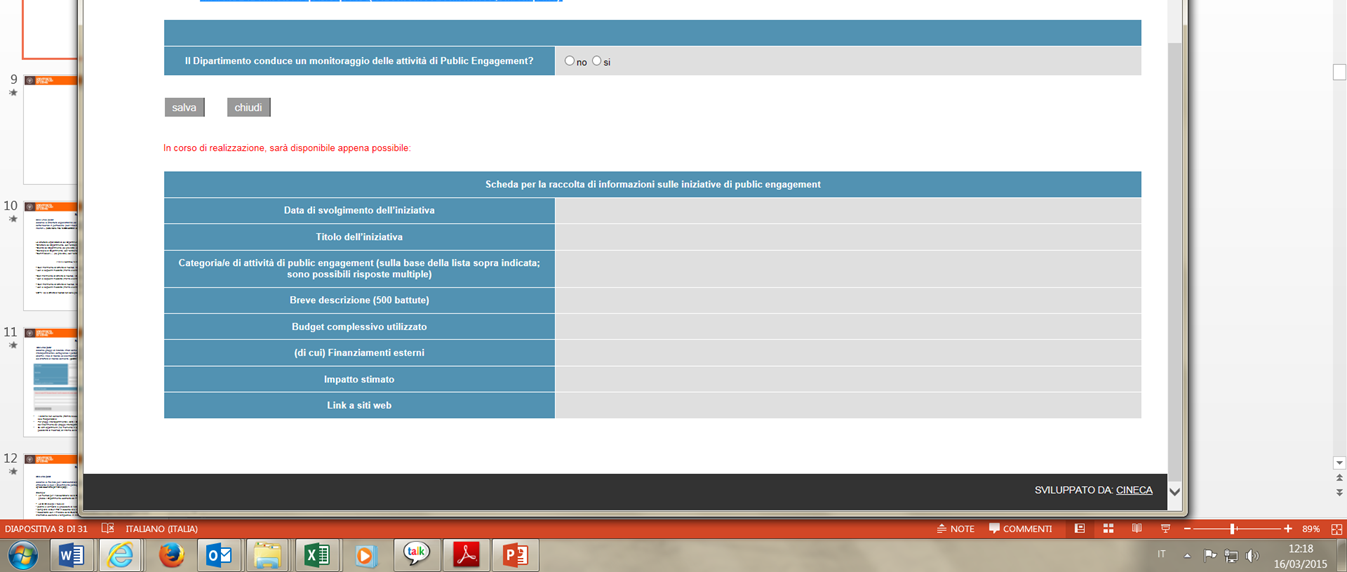 Il Dipartimento conduce un monitoraggio delle attività di Public Engagement?
no si
salva
chiudi
In corso di realizzazione, sarà disponibile appena possibile:
Scheda per la raccolta di informazioni sulle iniziative di public engagement
Data di svolgimento dell'iniziativa
Titolo dell'iniziativa
Categoria/e di attività di public engagement (sulla base della lista sopra indicata;
sono possibili risposte multiple)
Breve descrizione (500 battute)
Budget complessivo utilizzato
(di cui) Finanziamenti esterni
Impatto stimato
Link a siti web
SVILUPPATO DA: CINECA
9
10
11
12
DIAPOSITIVA 8 DI 31
ITALIANO (ITALIA)
NOTE
COMMENTI
89%
talk
IT
12:18
16/03/2015